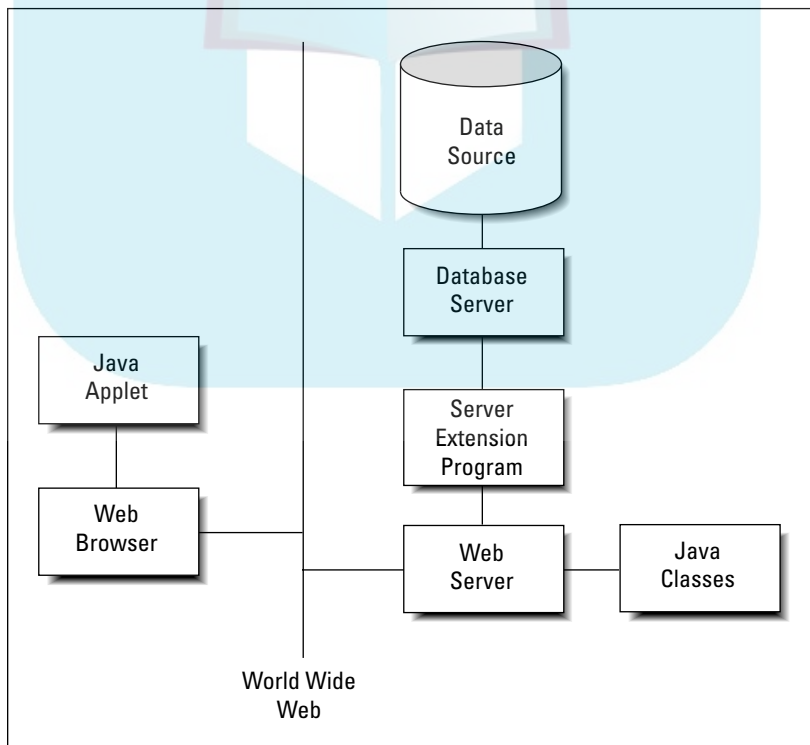 Data
Source
Database
Server
Java
Applet
Server
Extension
Program
Web
Browser
Web
Server
Java
Classes
World Wide
Web